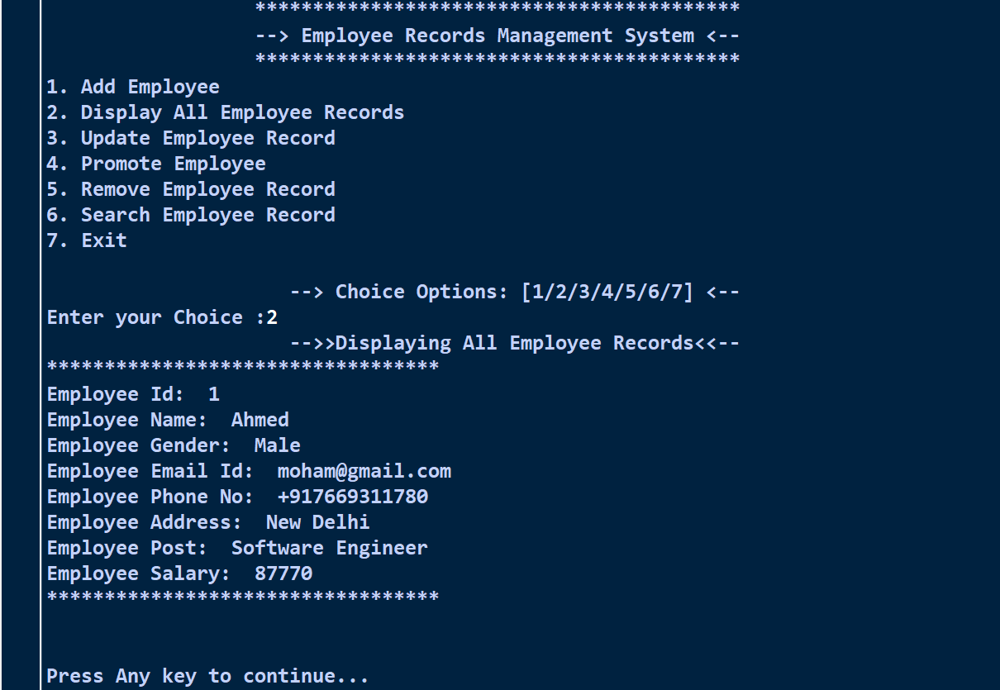 ******************************************
--> Employee Records Management System <--
******************************************
1. Add Employee
2. Display All Employee Records
3. Update Employee Record
4. Promote Employee
5. Remove Employee Record
6. Search Employee Record
7. Exit
--> Choice Options: [1/2/3/4/5/6/7] <--
Enter your Choice :2
-->>Displaying All Employee Records<<--
**********************************
Employee Id:  1
Employee Name:  Ahmed
Employee Gender:  Male
Employee Email Id:  moham@gmail.com
Employee Phone No:  +917669311780
Employee Address:  New Delhi
Employee Post:  Software Engineer
Employee Salary:  87770
**********************************
Press Any key to continue...